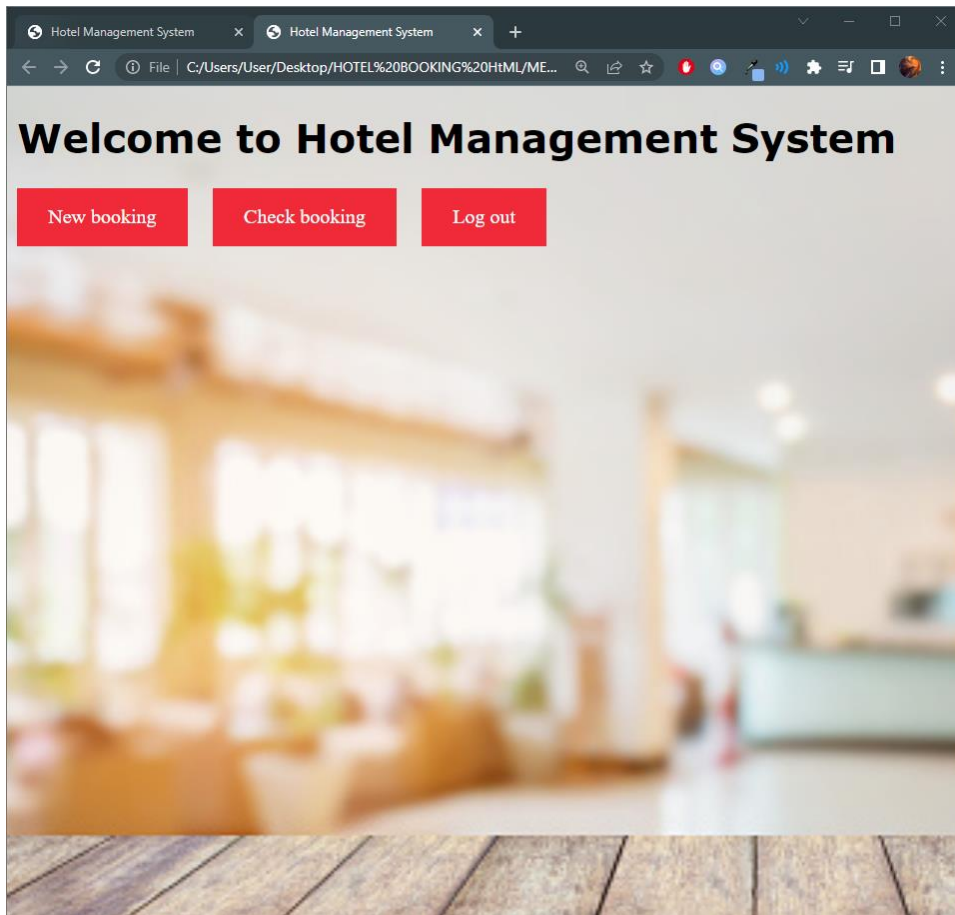 Hotel Management System
Hotel Management System
File C:/Users/User/Desktop/HOTEL%20BOOKING%20HtML/ME...
Welcome to Hotel Management System
New booking
Check booking
Log out